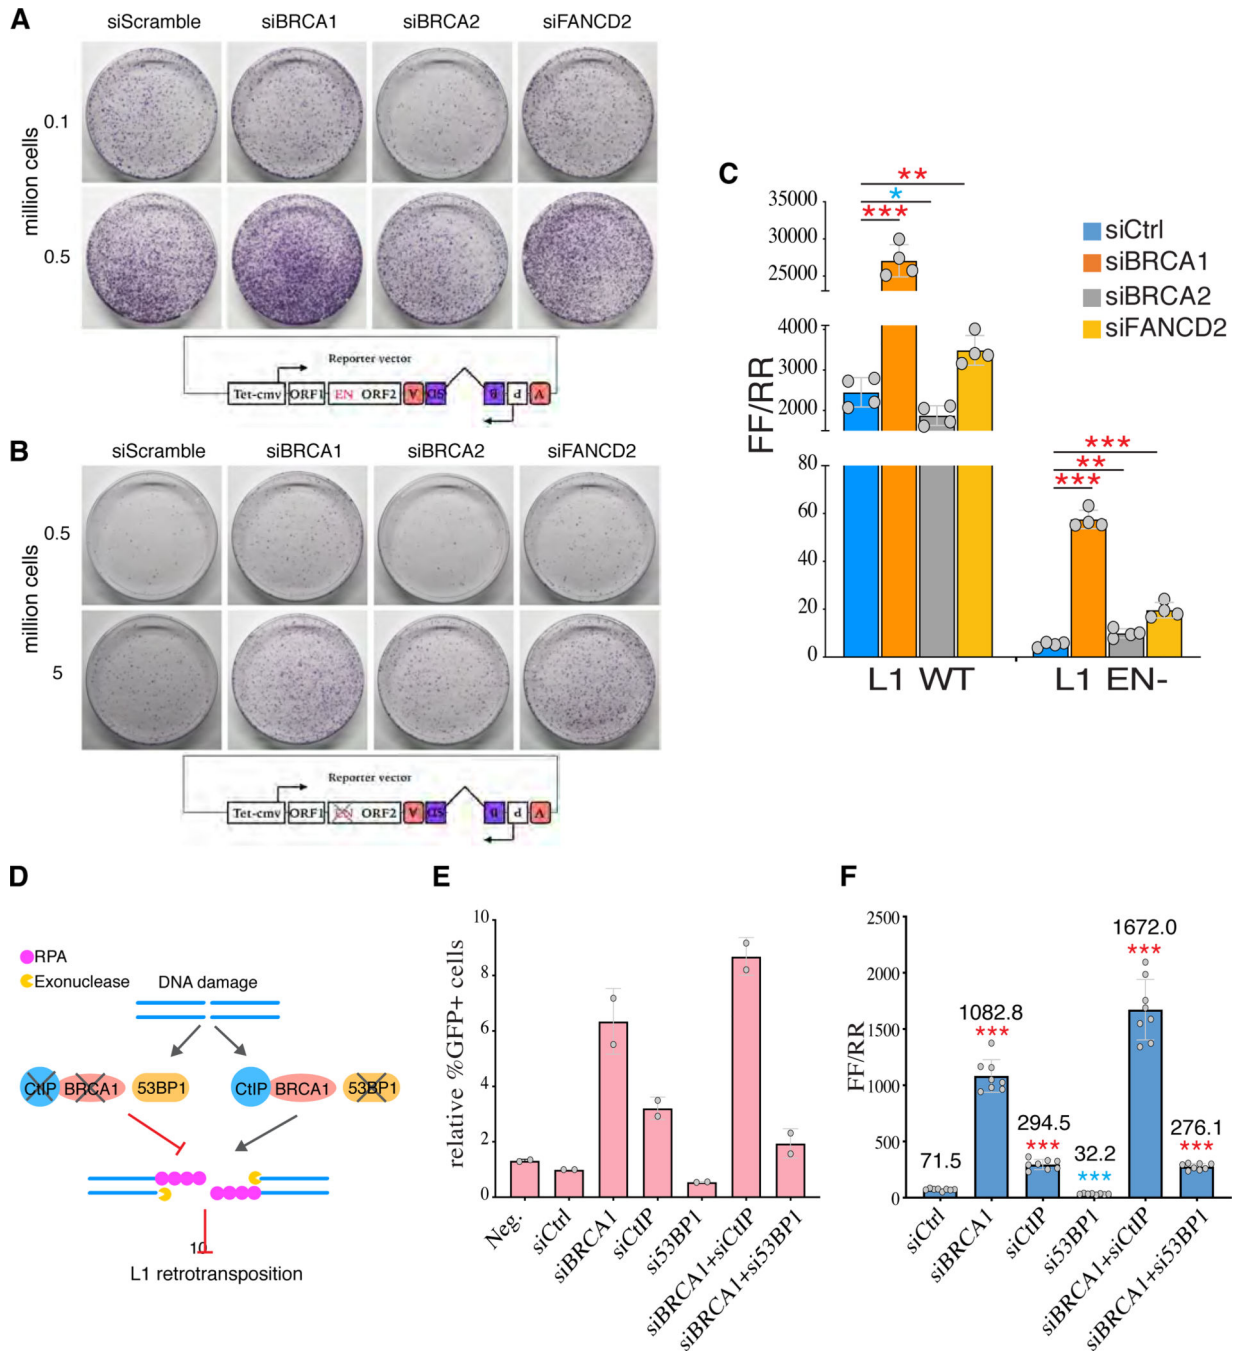 A
siScramble siBRCA1 siBRCA2 siFANCD2
million cells
0.1
0.5
Reporter vector
Tet-cmv ORF1 EN ORF2 A SD P V
B
siScramble siBRCA1 siBRCA2 siFANCD2
million cells
0.5
5
Reporter vector
Tet-cmv ORF1 EN ORF2 A SD P V
C
FF/RR
35000
30000
25000
4000
3000
2000
80
60
40
20
0
** 
* 
***
***
**
***
siCtrl
siBRCA1
siBRCA2
siFANCD2
L1 WT L1 EN-
D
RPA
Exonuclease
DNA damage
CtIP BRCA1 53BP1 CtIP BRCA1 53BP1
10
L1 retrotransposition
E
relative %GFP+ cells
10
8
6
4
2
0
Neg. siCtrl siBRCA1 siCtIP si53BP1 siBRCA1+siCtIP siBRCA1+si53BP1
F
FF/RR
2500
2000
1500
1000
500
0
71.5
1082.8
***
294.5
***
32.2
***
1672.0
***
276.1
***
siCtrl siBRCA1 siCtIP si53BP1 siBRCA1+siCtIP siBRCA1+si53BP1